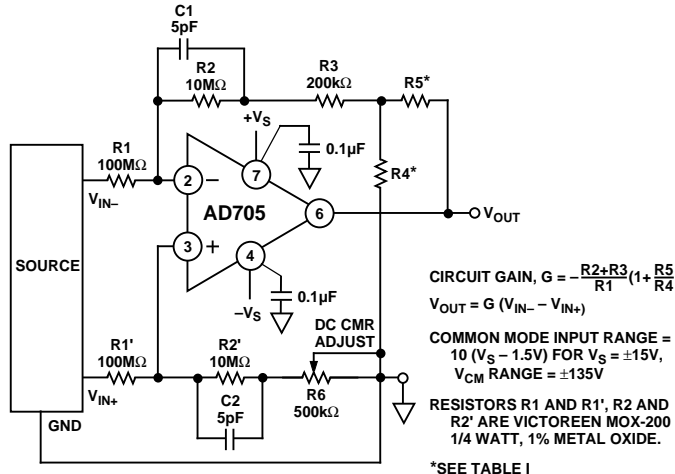 C1
5pF
R2
10MΩ
R3
200kΩ
R5*
+VS
R1
100MΩ
0.1µF
R4*
2
–
7
VIN–
AD705
6
VOUT
SOURCE
3
+
4
0.1µF
–VS
DC CMR
ADJUST
R1'
100MΩ
R2'
10MΩ
VIN+
C2
5pF
R6
500kΩ
GND
CIRCUIT GAIN, G = – R2+R3/R1 (1+ R5/R4
VOUT = G (VIN– – VIN+)
COMMON MODE INPUT RANGE =
10 (VS – 1.5V) FOR VS = ±15V,
VCM RANGE = ±135V
RESISTORS R1 AND R1', R2 AND
R2' ARE VICTOREEN MOX-200
1/4 WATT, 1% METAL OXIDE.
*SEE TABLE I